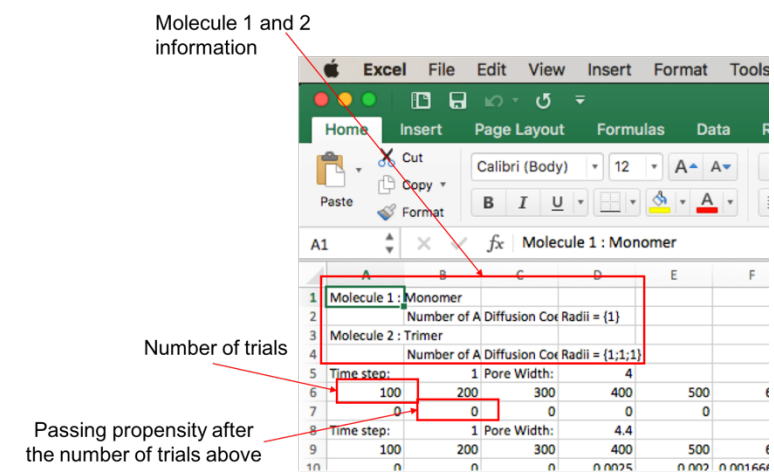 Molecule 1 and 2
information
Excel File Edit View Insert Format Tools
Home Insert Page Layout Formulas Data
Cut
Copy
Format
Paste
Calibri (Body) 12 A A
B I U A
A1 fx Molecule 1 : Monomer
A B C D E F
1 Molecule 1 : Monomer
2 Number of A Diffusion Coe Radii = {1}
3 Molecule 2 : Trimer
4 Number of A Diffusion Coe Radii = {1;1;1}
Number of trials
5 Time step: 1 Pore Width: 4
6 100 200 300 400 500
7 0 0 0 0 0
Passing propensity after
the number of trials above
8 Time step: 1 Pore Width: 4.4
9 100 200 300 400 500
10 0 0 0 0.0025 0.002